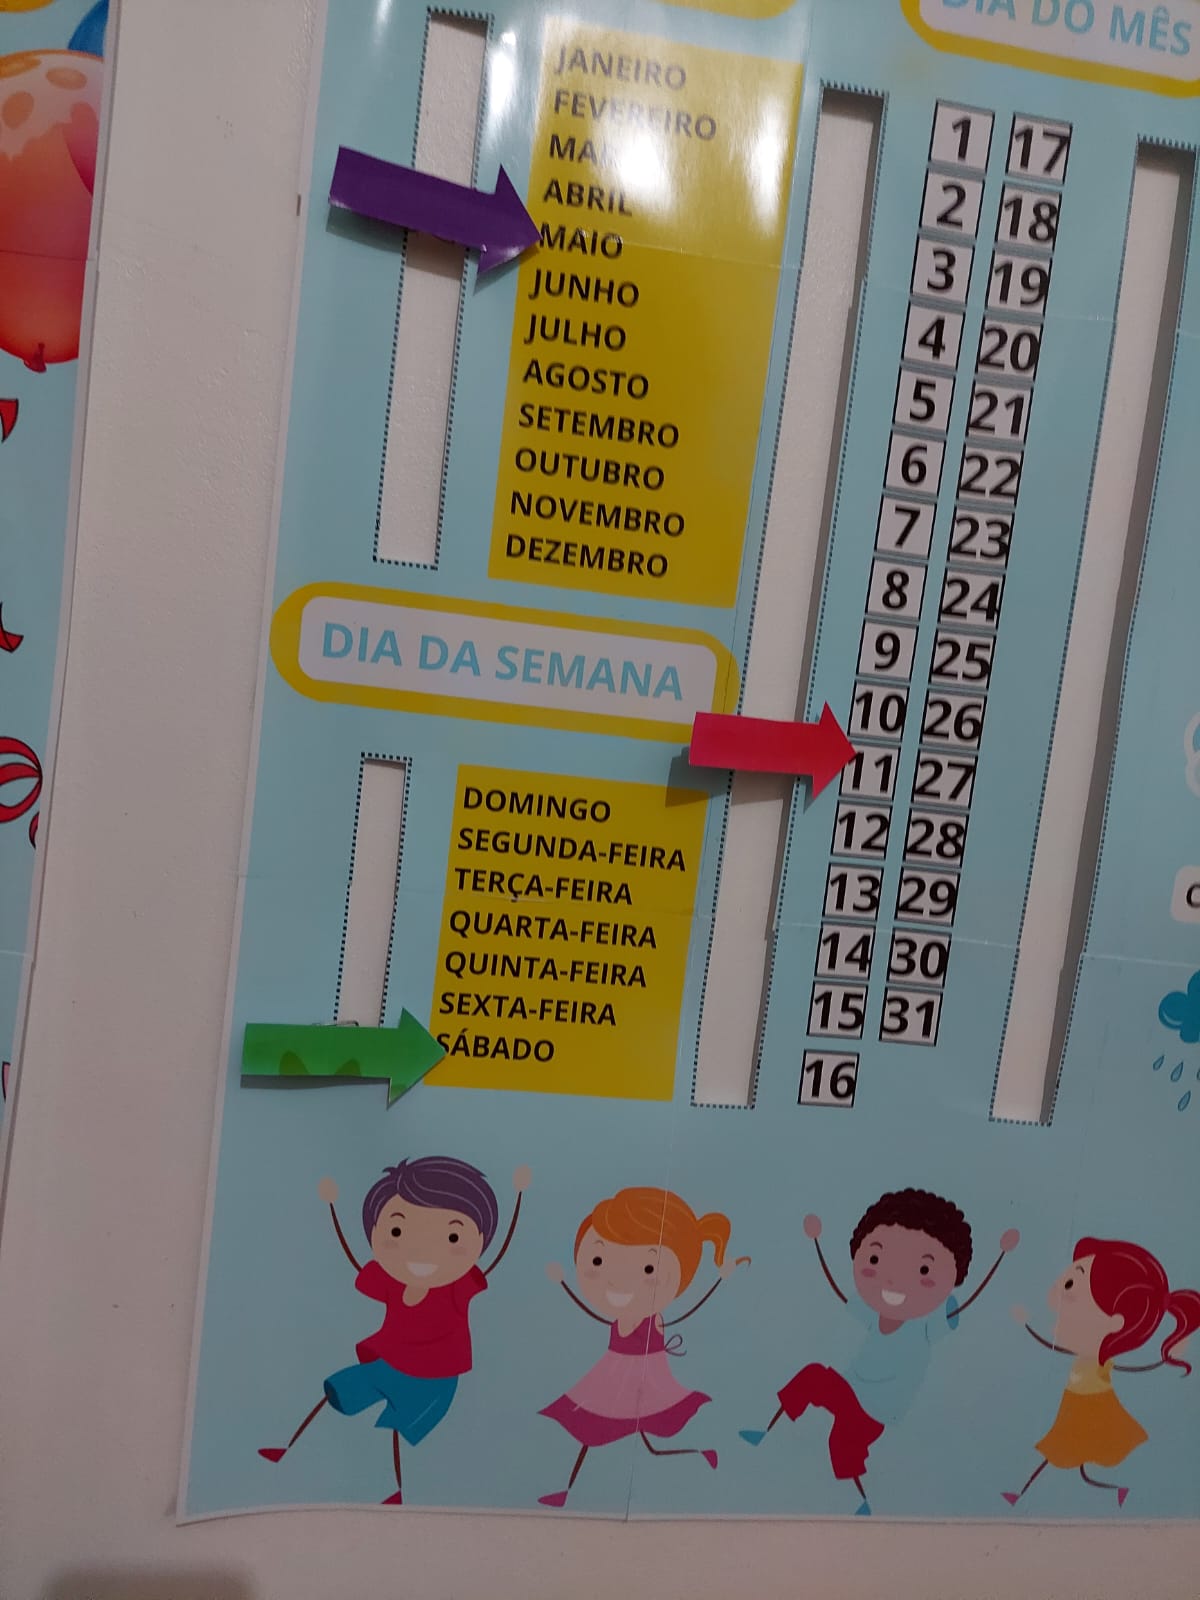 DIA DO MÊS
JANEIRO
FEVEREIRO
ABRIL
MAIO
JUNHO
JULHO
AGOSTO
SETEMBRO
OUTUBRO
NOVEMBRO
DEZEMBRO
DIA DA SEMANA
DOMINGO
SEGUNDA-FEIRA
TERÇA-FEIRA
QUARTA-FEIRA
QUINTA-FEIRA
SEXTA-FEIRA
SÁBADO
1 17
2 18
3 19
4 20
5 21
6 22
7 23
8 24
9 25
10 26
11 27
12 28
13 29
14 30
15 31
16